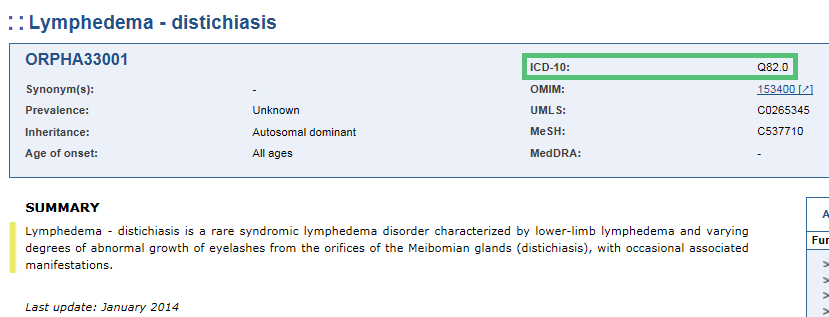 :: Lymphedema - distichiasis
ORPHA33001
ICD-10: Q82.0
Synonym(s): - OMIM: 153400 [↗]
Prevalence: Unknown UMLS: C0265345
Inheritance: Autosomal dominant MeSH: C537710
Age of onset: All ages MedDRA: -
SUMMARY
Lymphedema - distichiasis is a rare syndromic lymphedema disorder characterized by lower-limb lymphedema and varying
degrees of abnormal growth of eyelashes from the orifices of the Meibomian glands (distichiasis), with occasional associated
manifestations.
Last update: January 2014